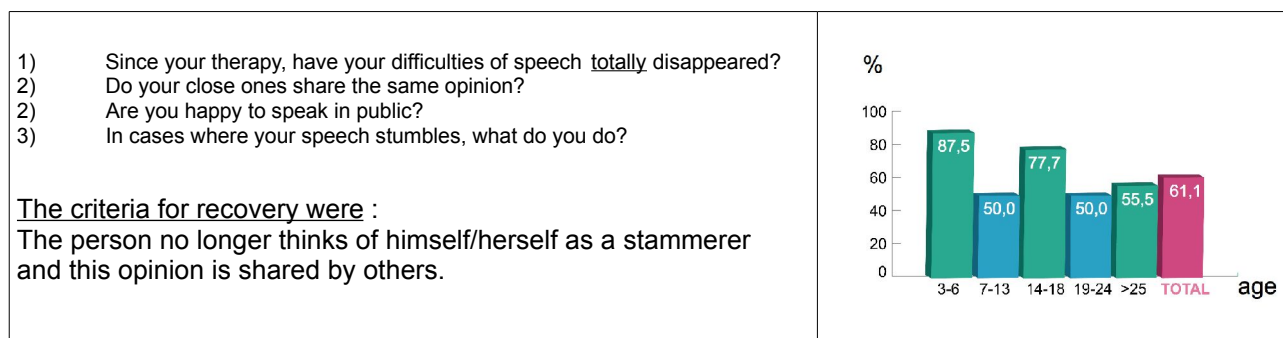 1) Since your therapy, have your difficulties of speech totally disappeared?
2) Do your close ones share the same opinion?
2) Are you happy to speak in public?
3) In cases where your speech stumbles, what do you do?
The criteria for recovery were :
The person no longer thinks of himself/herself as a stammerer
and this opinion is shared by others.
%
100
80
60
40
20
0
87,5
50,0
77,7
50,0
55,5
61,1
3-6 7-13 14-18 19-24 >25 TOTAL age